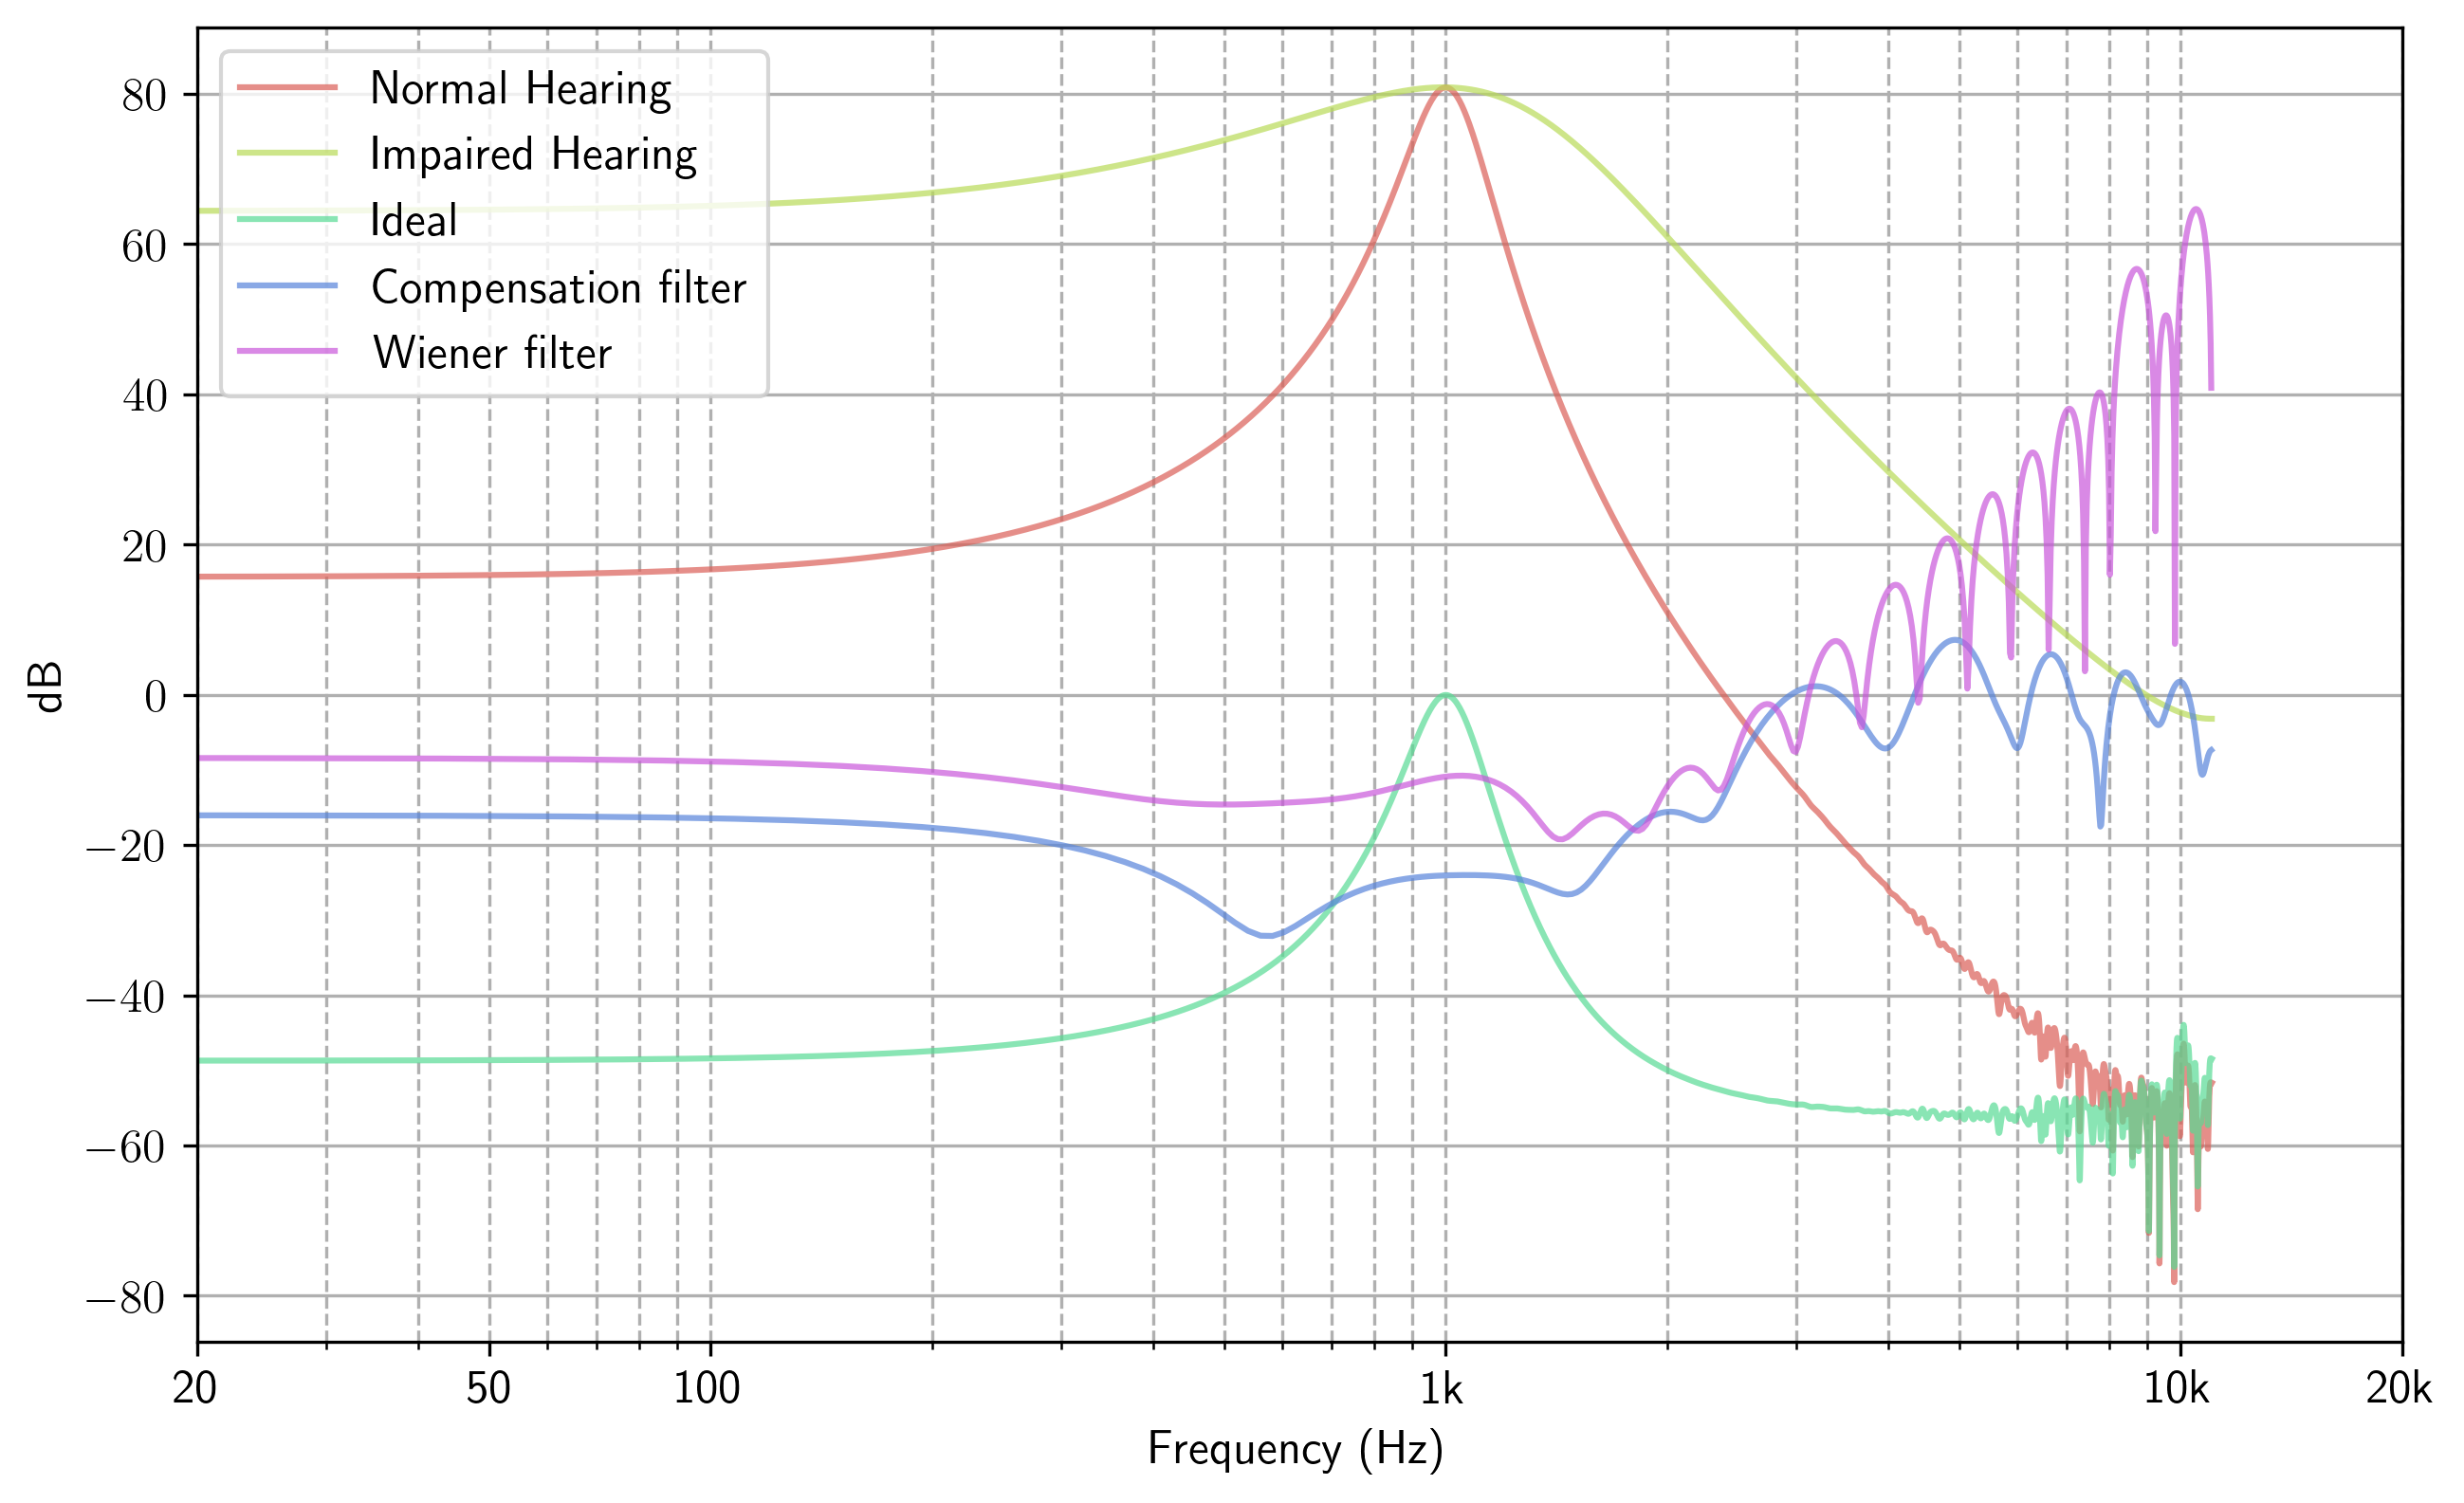 Normal Hearing
Impaired Hearing
Ideal
Compensation filter
Wiener filter
dB
80
60
40
20
0
−20
−40
−60
−80
20 50 100 1k 10k 20k
Frequency (Hz)